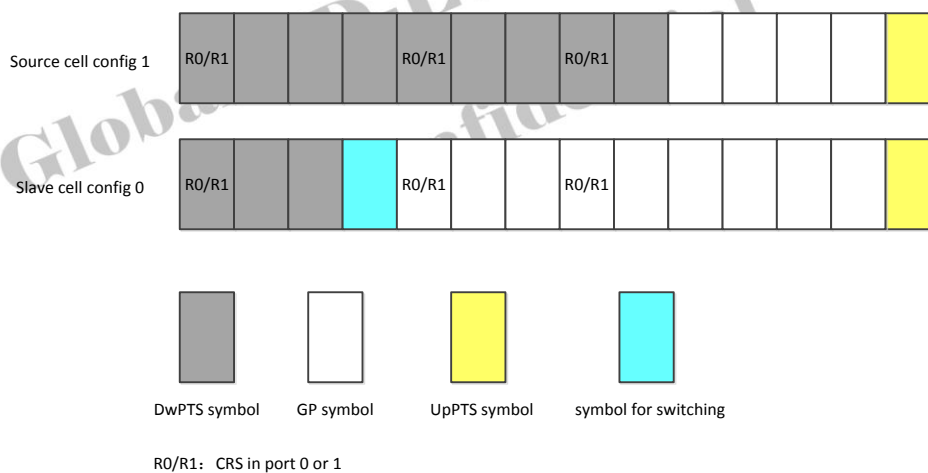 Source cell config 1
R0/R1 R0/R1 R0/R1
Slave cell config 0
R0/R1 R0/R1 R0/R1
DwPTS symbol GP symbol UpPTS symbol symbol for switching
R0/R1：CRS in port 0 or 1